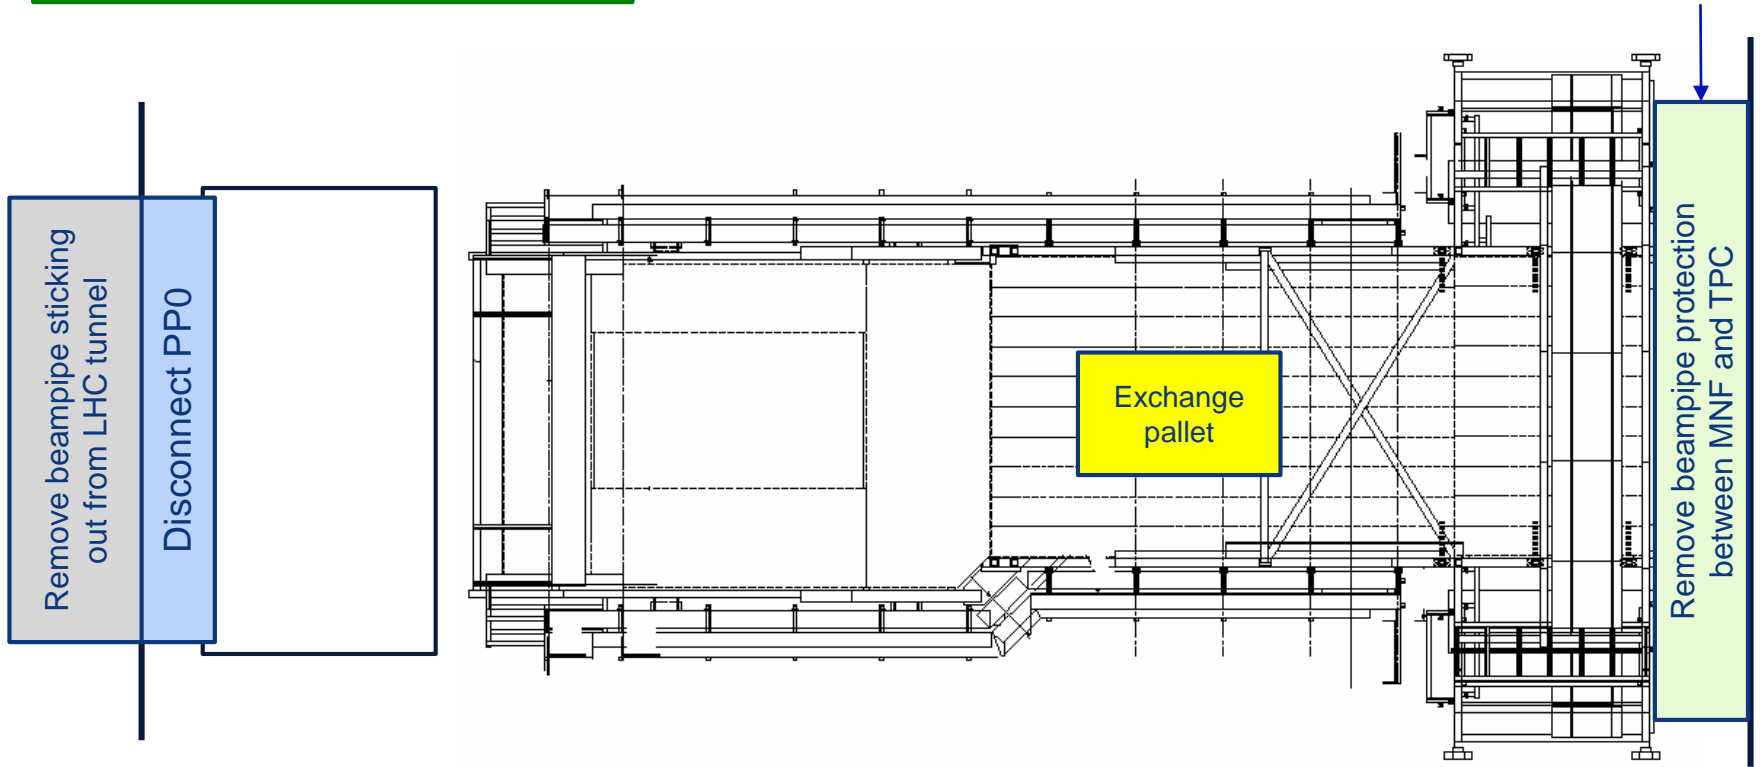 Remove beampipe sticking
out from LHC tunnel
Disconnect PP0
Exchange
pallet
Remove beampipe protection
between MNF and TPC